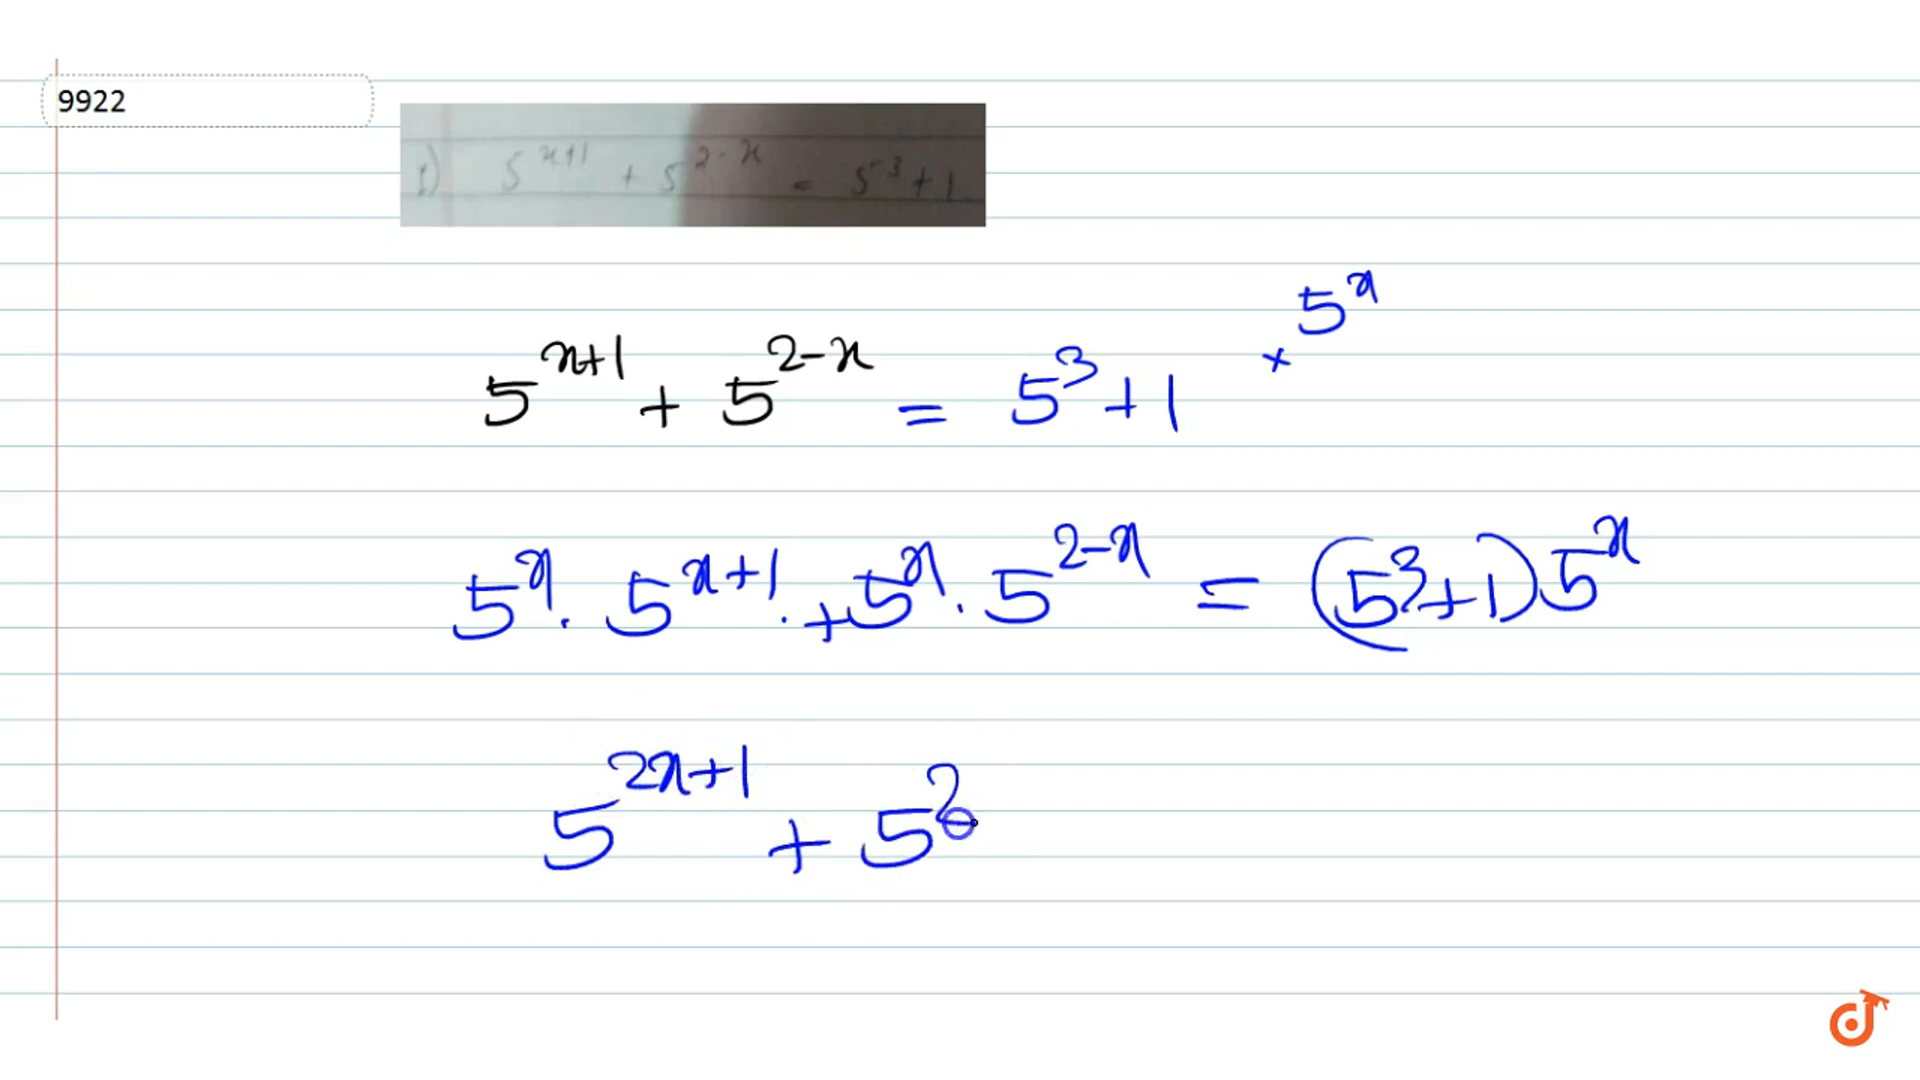 9922
1) 5^{x+1} + 5^{2-x} = 5^3 + 1
× 5^x
5^{x+1} + 5^{2-x} = 5^3 + 1
5^x . 5^{x+1} . + 5^x . 5^{2-x} = (5^3 + 1) 5^x
5^{2x+1} + 5^2